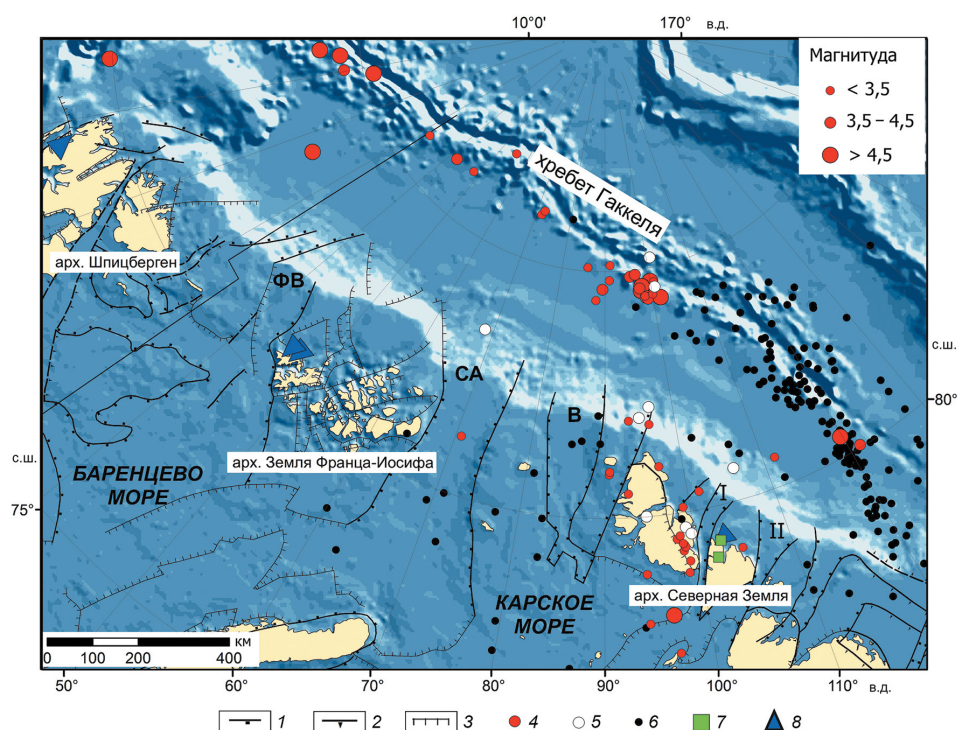 10°0'
170°
в.д.
Магнитуда
< 3,5
3,5 – 4,5
> 4,5
хребет Гаккеля
арх. Шпицберген
ФВ
СА
В
с.ш.
80°
арх. Земля Франца-Иосифа
с.ш.
75°
БАРЕНЦЕВО
МОРЕ
I
II
арх. Северная Земля
КАРСКОЕ
МОРЕ
км
0 100 200 400
50° 60° 70° 80° 90° 100° 110° в.д.
1 2 3 4 5 6 7 8